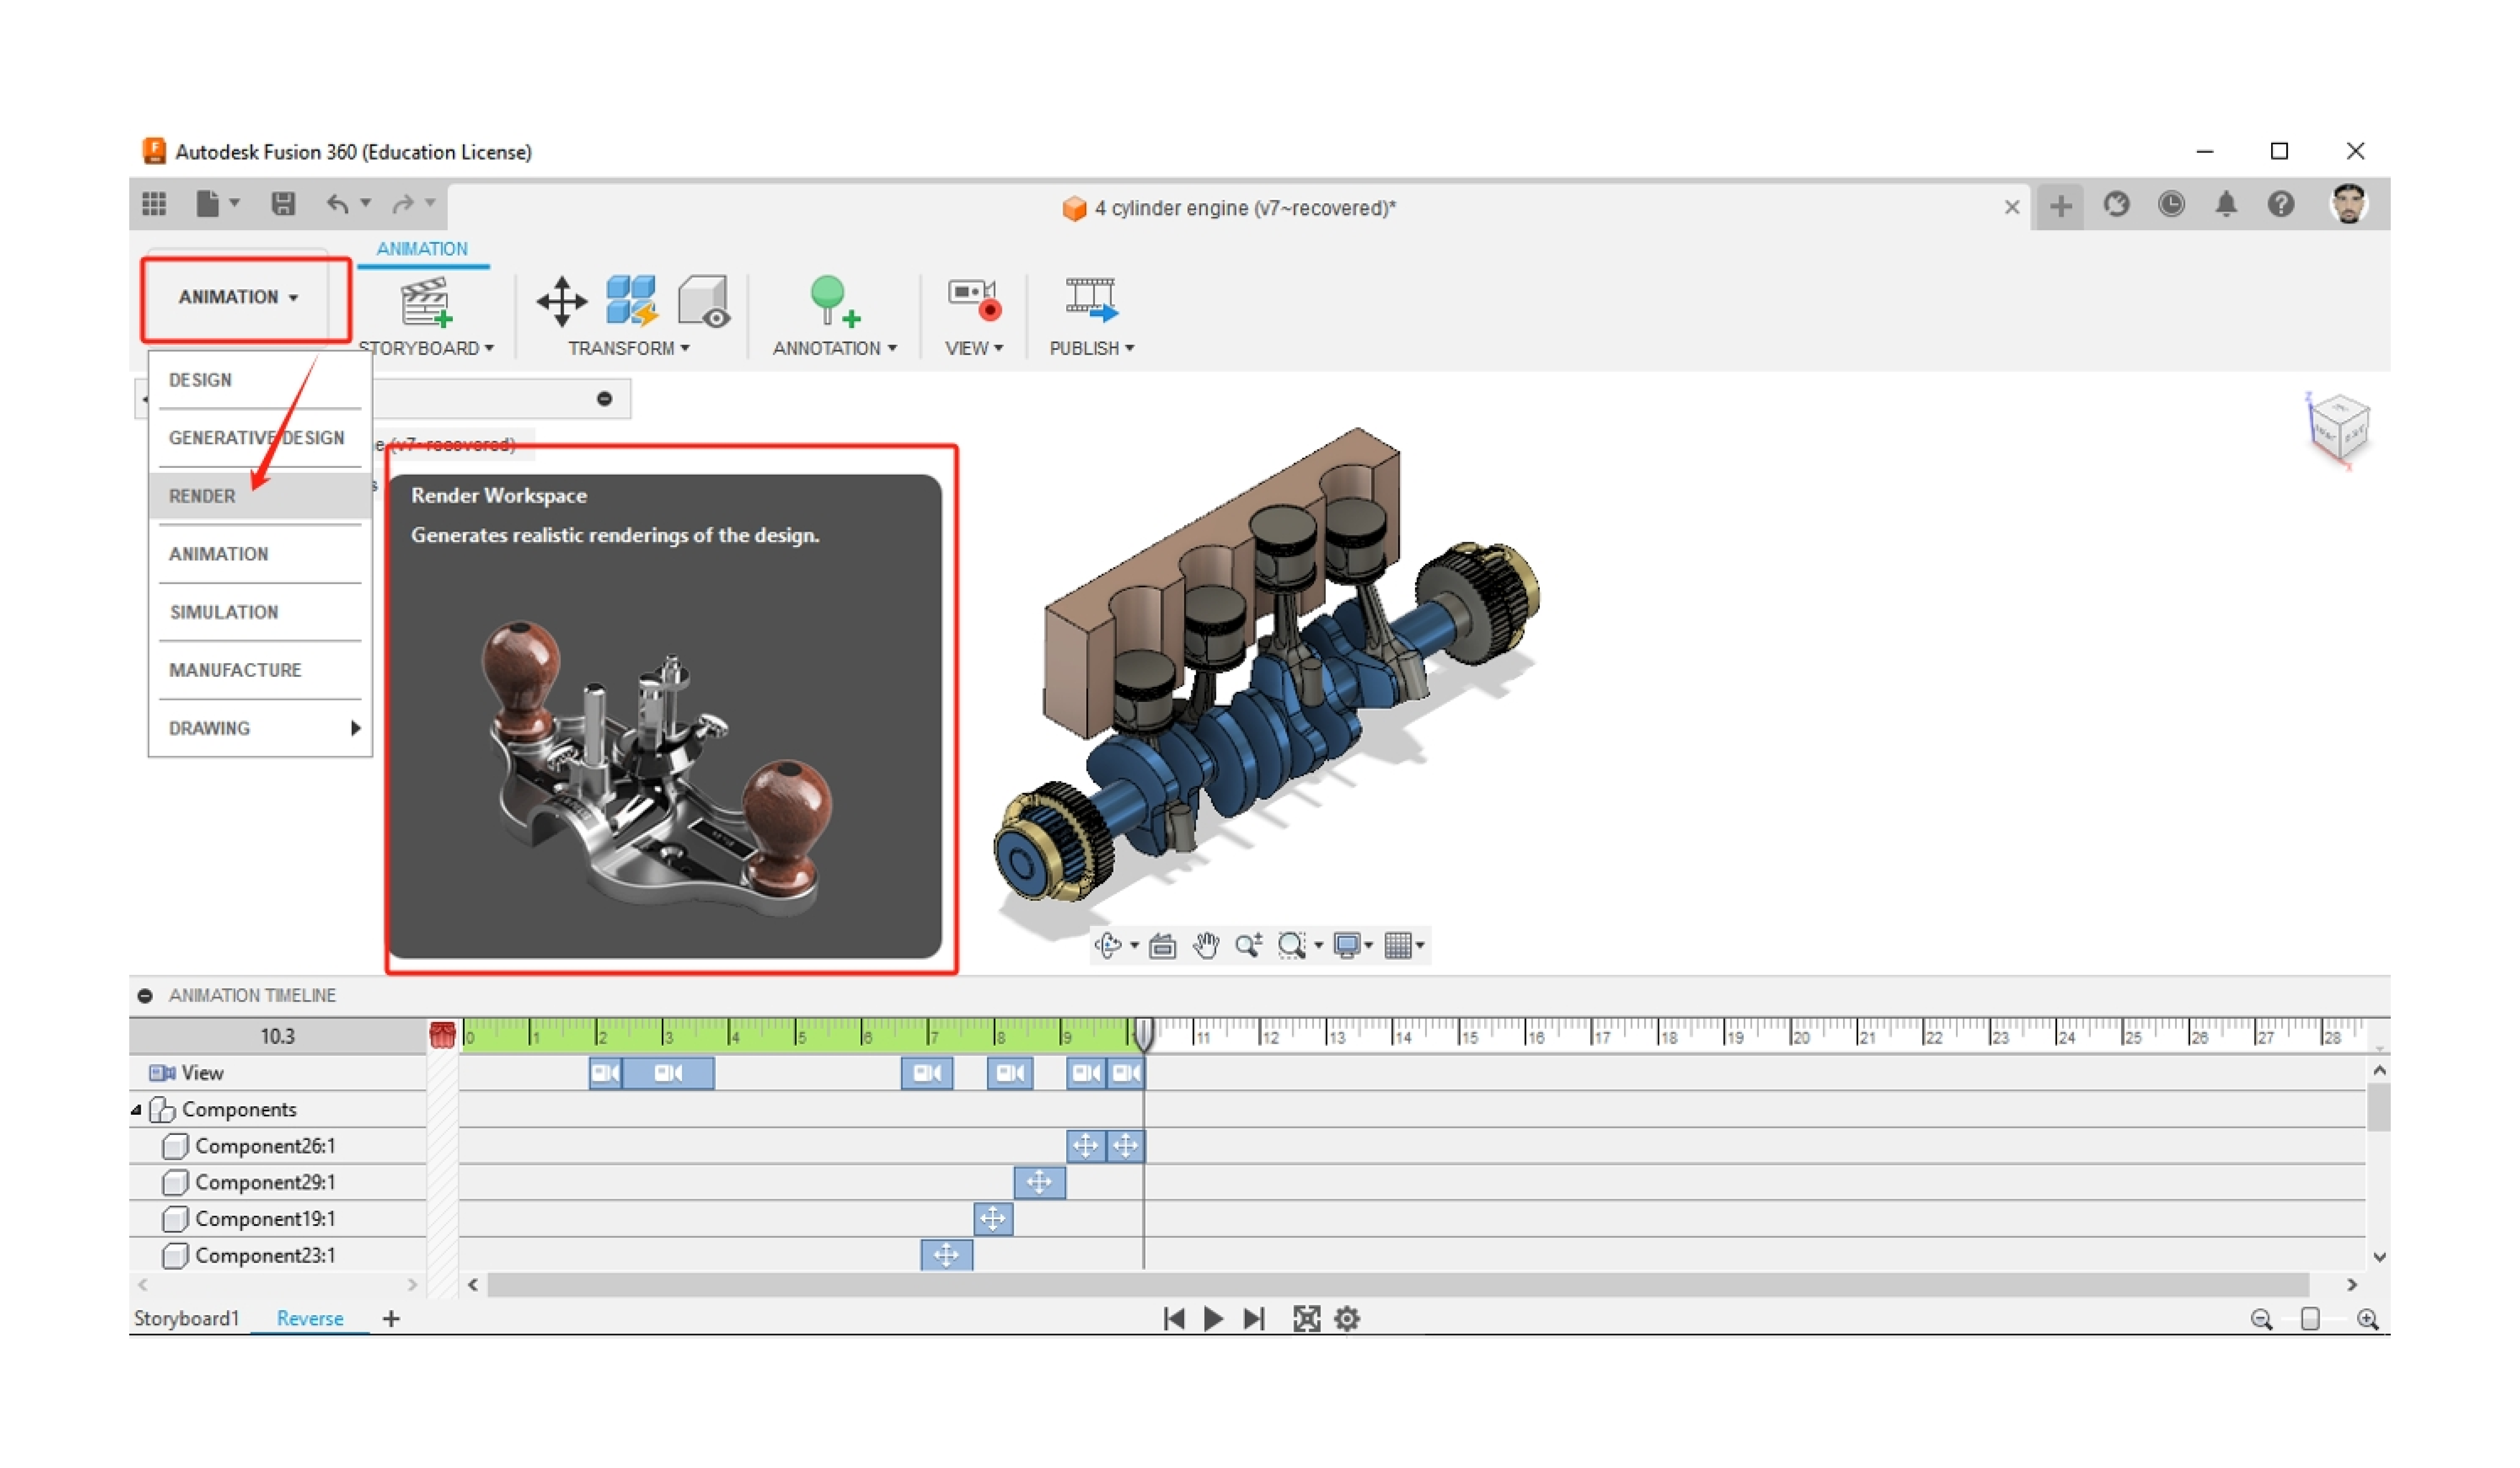 Autodesk Fusion 360 (Education License)
4 cylinder engine (v7~recovered)*
ANIMATION
ANIMATION
STORYBOARD
TRANSFORM
ANNOTATION
VIEW
PUBLISH
DESIGN
GENERATIVE DESIGN
RENDER
ANIMATION
SIMULATION
MANUFACTURE
DRAWING
e (v7~recovered)
s
Render Workspace
Generates realistic renderings of the design.
Z
X
ANIMATION TIMELINE
10.3
0 1 2 3 4 5 6 7 8 9 11 12 13 14 15 16 17 18 19 20 21 22 23 24 25 26 27 28
View
Components
Component26:1
Component29:1
Component19:1
Component23:1
Storyboard1 Reverse